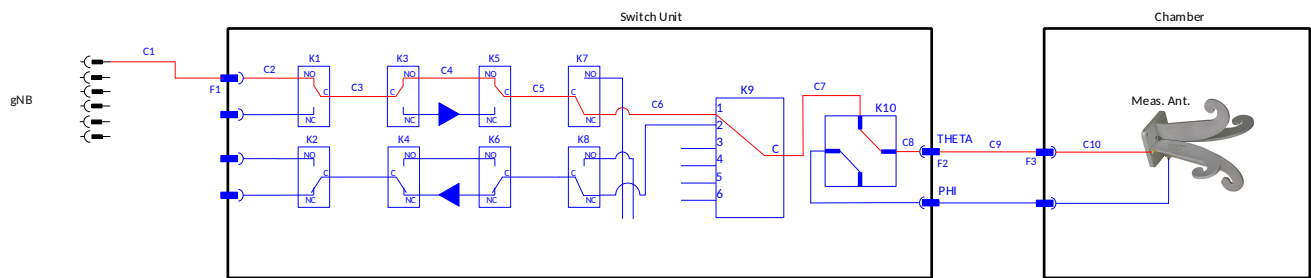 Switch Unit
Chamber
gNB
C1
F1
C2
K1
NO
C
NC
C3
K3
NO
C
NC
C4
K5
NO
C
NC
C5
K7
NO
C
NC
C6
K9
1
2
3
4
5
6
C
C7
K10
C8
THETA
F2
C9
F3
C10
Meas. Ant.
PHI
K2
NO
C
NC
K4
NO
C
NC
K6
NO
C
NC
K8
NO
C
NC